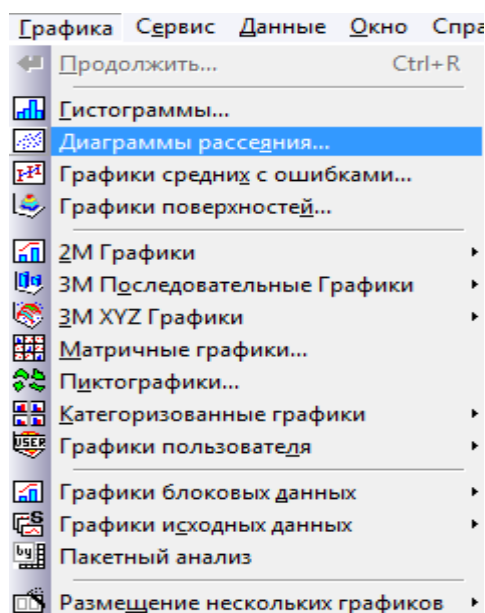 Графика Сервис Данные Окно Спра
Продолжить... Ctrl+R
Гистограммы...
Диаграммы рассеяния...
Графики средних с ошибками...
Графики поверхностей...
2М Графики
3М Последовательные Графики
3М XYZ Графики
Матричные графики...
Пиктографики...
Категоризованные графики
USER Графики пользователя
Графики блоковых данных
Графики исходных данных
by Пакетный анализ
Размещение нескольких графиков